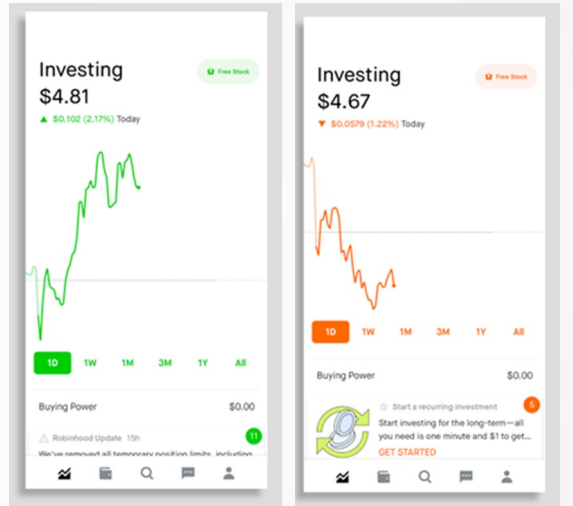 Investing
Free Stock
$4.81
▲ $0.102 (2.17%) Today
1D 1W 1M 3M 1Y All
Buying Power $0.00
Robinhood Update 15h
11
We've removed all temporary position limits, including
Investing
Free Stock
$4.67
▼ $0.0579 (1.22%) Today
1D 1W 1M 3M 1Y All
Buying Power $0.00
Start a recurring investment
5
Start investing for the long-term—all
you need is one minute and $1 to get...
GET STARTED